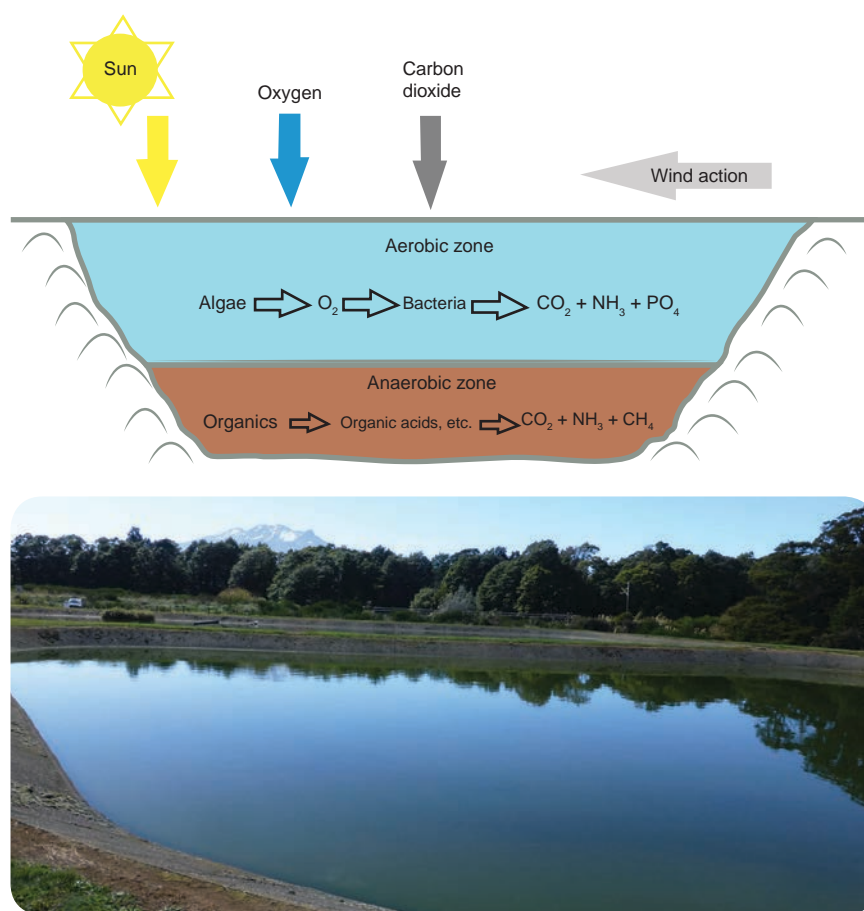 Sun
Oxygen
Carbon
dioxide
Wind action
Aerobic zone
Algae O₂ Bacteria CO₂ + NH₃ + PO₄
Anaerobic zone
Organics Organic acids, etc. CO₂ + NH₃ + CH₄